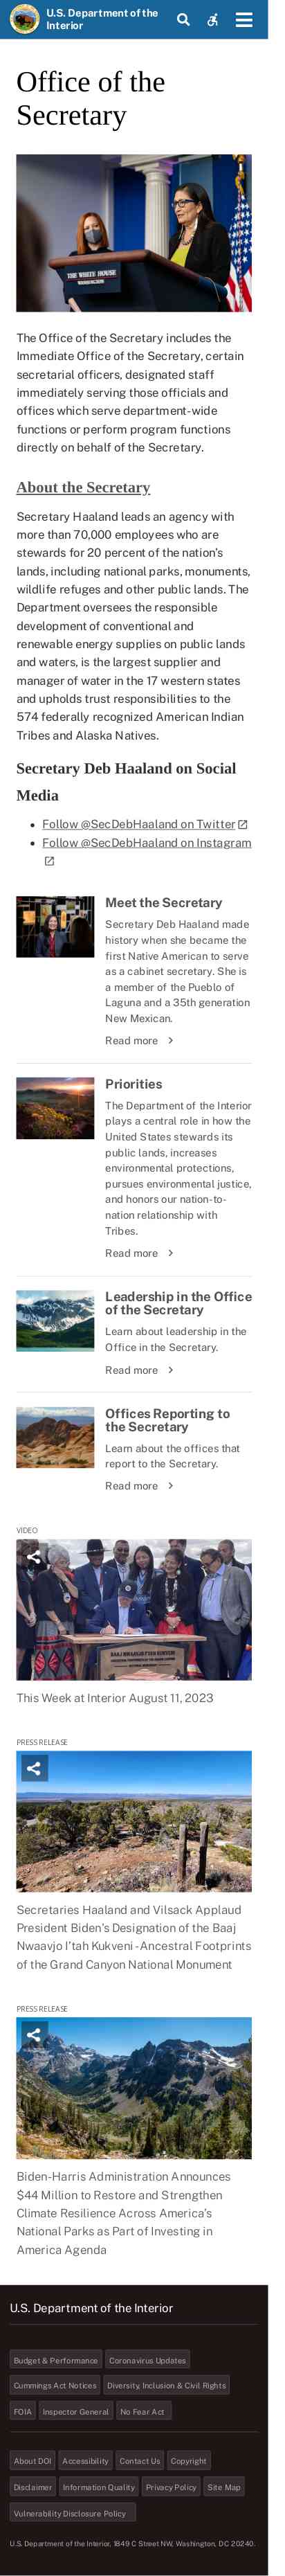 U.S. Department of the
Interior
Office of the
Secretary
THE WHITE HOUSE
WASHINGTON
The Office of the Secretary includes the
Immediate Office of the Secretary, certain
secretarial officers, designated staff
immediately serving those officials and
offices which serve department-wide
functions or perform program functions
directly on behalf of the Secretary.
About the Secretary
Secretary Haaland leads an agency with
more than 70,000 employees who are
stewards for 20 percent of the nation's
lands, including national parks, monuments,
wildlife refuges and other public lands. The
Department oversees the responsible
development of conventional and
renewable energy supplies on public lands
and waters, is the largest supplier and
manager of water in the 17 western states
and upholds trust responsibilities to the
574 federally recognized American Indian
Tribes and Alaska Natives.
Secretary Deb Haaland on Social
Media
Follow @SecDebHaaland on Twitter
Follow @SecDebHaaland on Instagram
Meet the Secretary
Secretary Deb Haaland made
history when she became the
first Native American to serve
as a cabinet secretary. She is
a member of the Pueblo of
Laguna and a 35th generation
New Mexican.
Read more
Priorities
The Department of the Interior
plays a central role in how the
United States stewards its
public lands, increases
environmental protections,
pursues environmental justice,
and honors our nation-to-
nation relationship with
Tribes.
Read more
Leadership in the Office
of the Secretary
Learn about leadership in the
Office in the Secretary.
Read more
Offices Reporting to
the Secretary
Learn about the offices that
report to the Secretary.
Read more
VIDEO
This Week at Interior August 11, 2023
PRESS RELEASE
Secretaries Haaland and Vilsack Applaud
President Biden's Designation of the Baaj
Nwaavjo I'tah Kukveni - Ancestral Footprints
of the Grand Canyon National Monument
PRESS RELEASE
Biden-Harris Administration Announces
$44 Million to Restore and Strengthen
Climate Resilience Across America's
National Parks as Part of Investing in
America Agenda
U.S. Department of the Interior
Budget & Performance Coronavirus Updates
Cummings Act Notices Diversity, Inclusion & Civil Rights
FOIA Inspector General No Fear Act
About DOI Accessibility Contact Us Copyright
Disclaimer Information Quality Privacy Policy Site Map
Vulnerability Disclosure Policy
U.S. Department of the Interior, 1849 C Street NW, Washington, DC 20240.